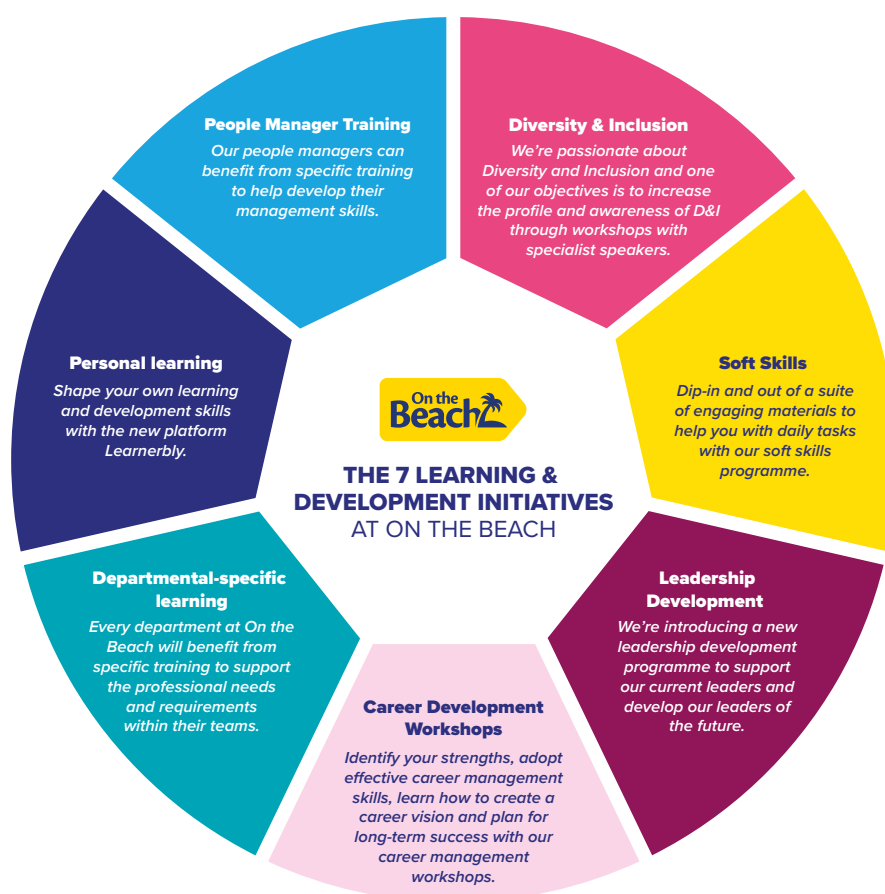 People Manager Training
Our people managers can
benefit from specific training
to help develop their
management skills.
Diversity & Inclusion
We're passionate about
Diversity and Inclusion and one
of our objectives is to increase
the profile and awareness of D&I
through workshops with
specialist speakers.
Soft Skills
Dip-in and out of a suite
of engaging materials to
help you with daily tasks
with our soft skills
programme.
Leadership
Development
We're introducing a new
leadership development
programme to support
our current leaders and
develop our leaders of
the future.
Career Development
Workshops
Identify your strengths, adopt
effective career management
skills, learn how to create a
career vision and plan for
long-term success with our
career management
workshops.
Departmental-specific
learning
Every department at On the
Beach will benefit from
specific training to support
the professional needs
and requirements
within their teams.
Personal learning
Shape your own learning
and development skills
with the new platform
Learnerbly.
On the
Beach
THE 7 LEARNING &
DEVELOPMENT INITIATIVES
AT ON THE BEACH